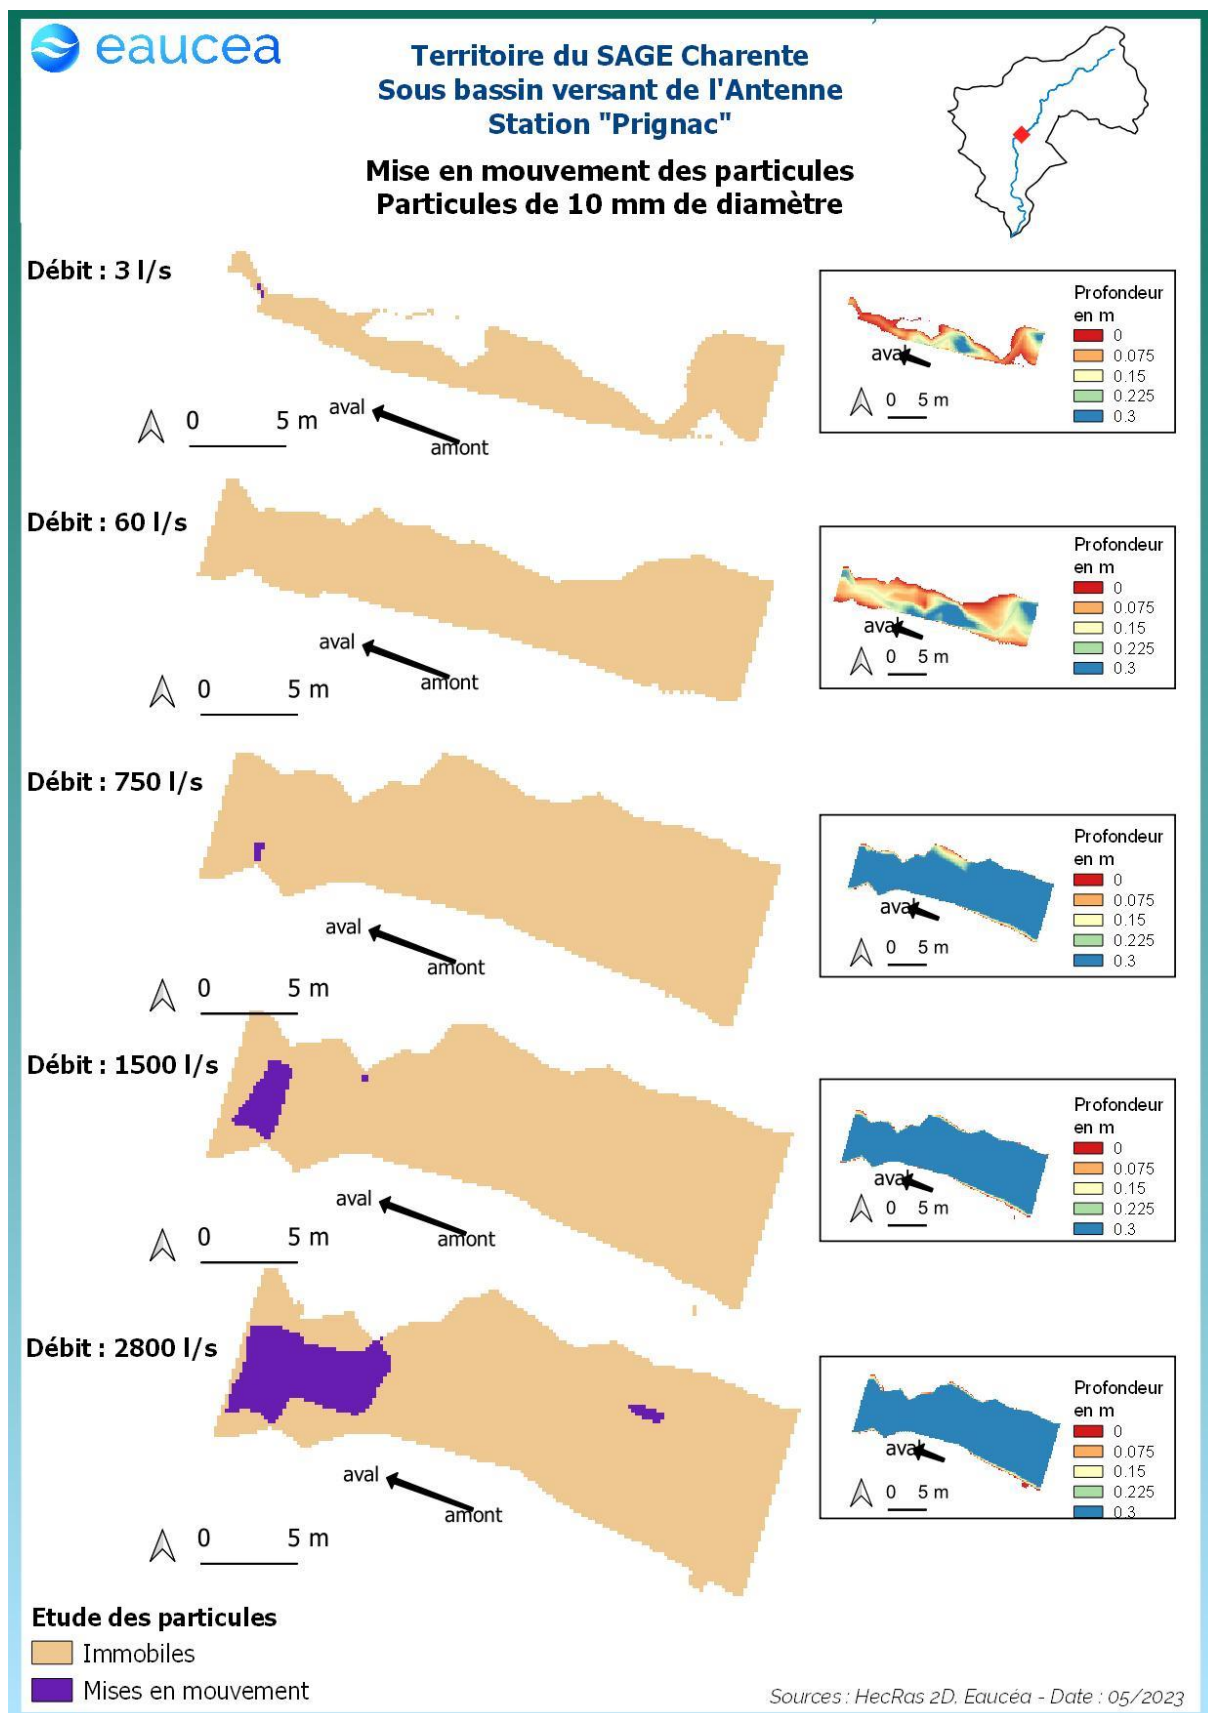 eaucea
Territoire du SAGE Charente
Sous bassin versant de l'Antenne
Station "Prignac"
Mise en mouvement des particules
Particules de 10 mm de diamètre
Débit : 3 l/s
0 5 m
aval
amont
Profondeur
en m
0
0.075
0.15
0.225
0.3
aval
0 5 m
Débit : 60 l/s
0 5 m
aval
amont
Profondeur
en m
0
0.075
0.15
0.225
0.3
aval
0 5 m
Débit : 750 l/s
0 5 m
aval
amont
Profondeur
en m
0
0.075
0.15
0.225
0.3
aval
0 5 m
Débit : 1500 l/s
0 5 m
aval
amont
Profondeur
en m
0
0.075
0.15
0.225
0.3
aval
0 5 m
Débit : 2800 l/s
0 5 m
aval
amont
Profondeur
en m
0
0.075
0.15
0.225
0.3
aval
0 5 m
Etude des particules
Immobiles
Mises en mouvement
Sources : HecRas 2D, Eaucéa - Date : 05/2023